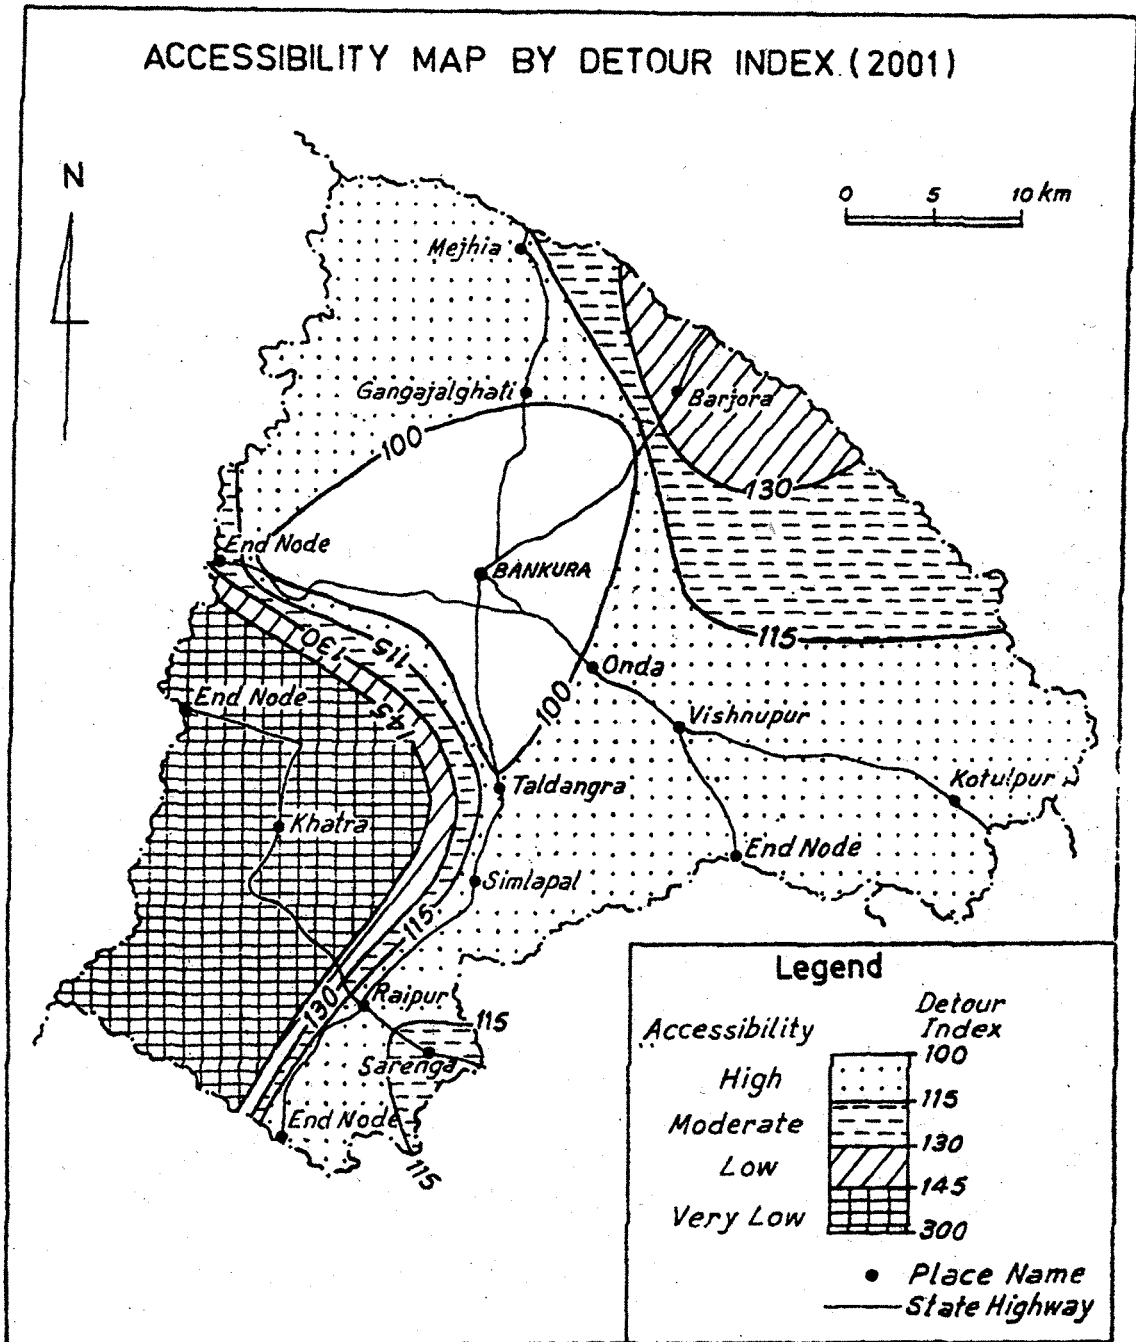 ACCESSIBILITY MAP BY DETOUR INDEX.(2001)
N
0 5 10 km
Mejhia
Gangajalghati
Barjora
100
130
End Node
BANKURA
115
130
115
145
Onda
End Node
100
Vishnupur
Taldangra
Kotulpur
Khatra
End Node
Simlapal
115
Raipur
130
115
Sarenga
End Node
115
Legend
Accessibility
Detour
Index
100
High
115
Moderate
130
Low
145
Very Low
300
Place Name
State Highway